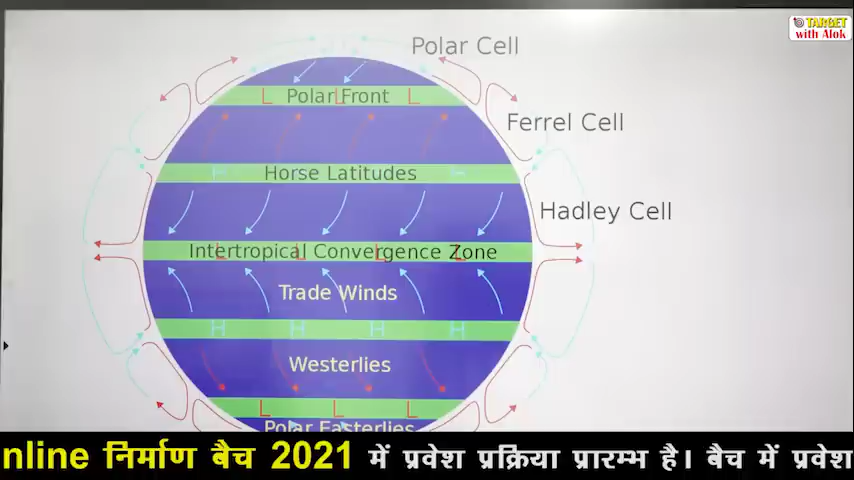 TARGET
with Alok
Polar Cell
L Polar Front L L
Ferrel Cell
H Horse Latitudes H
Hadley Cell
L L Intertropical Convergence Zone L L
Trade Winds
H H H H
Westerlies
L L L
Polar Easterlies
nline निर्माण बैच 2021 में प्रवेश प्रक्रिया प्रारम्भ है। बैच में प्रवेश